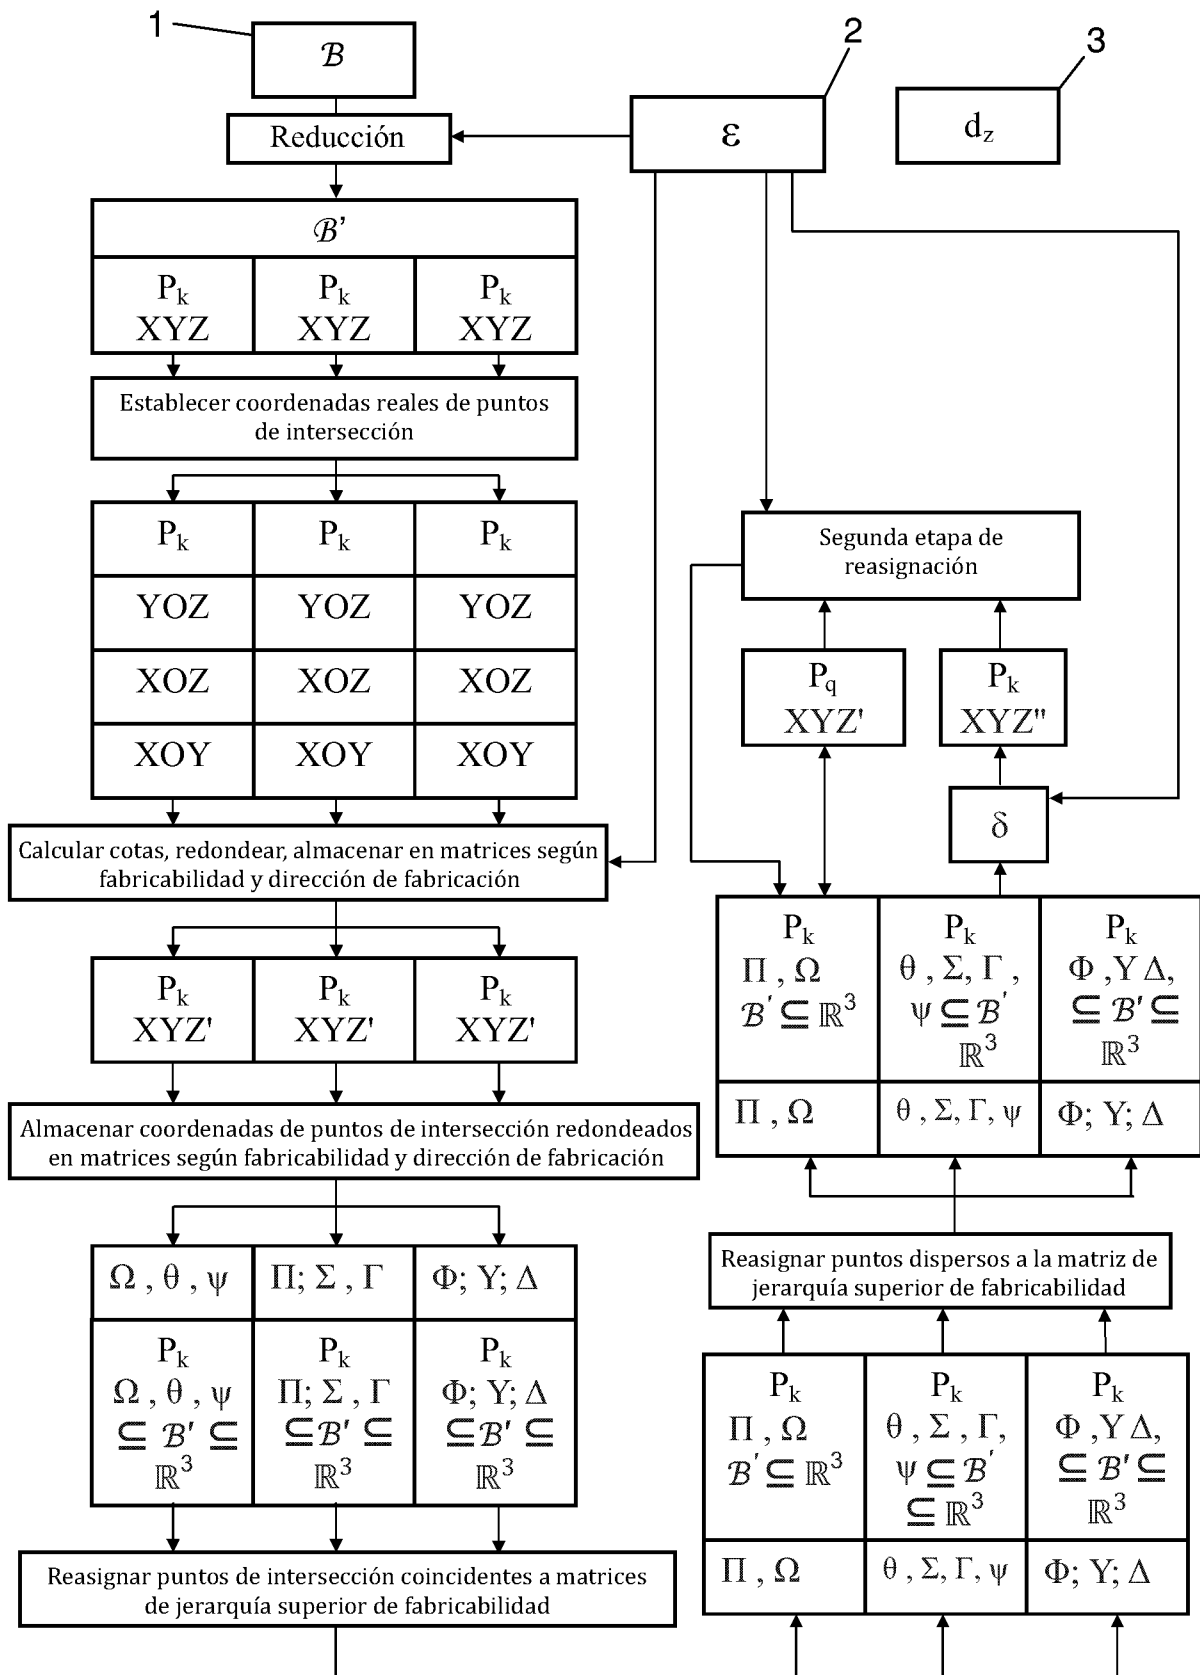 1
ℬ
2
3
ε
d_z
Reducción
ℬ’
P_k
XYZ
P_k
XYZ
P_k
XYZ
Establecer coordenadas reales de puntos
de intersección
P_k
P_k
P_k
YOZ
YOZ
YOZ
XOZ
XOZ
XOZ
XOY
XOY
XOY
Calcular cotas, redondear, almacenar en matrices según
fabricabilidad y dirección de fabricación
P_k
XYZ'
P_k
XYZ'
P_k
XYZ'
Almacenar coordenadas de puntos de intersección redondeados
en matrices según fabricabilidad y dirección de fabricación
Ω , θ , ψ
Π; Σ , Γ
Φ; Υ; Δ
P_k
Ω , θ , ψ
⊆ ℬ' ⊆
ℝ³
P_k
Π; Σ , Γ
⊆ℬ' ⊆
ℝ³
P_k
Φ; Υ; Δ
⊆ℬ' ⊆
ℝ³
Reasignar puntos de intersección coincidentes a matrices
de jerarquía superior de fabricabilidad
Segunda etapa de
reasignación
P_q
XYZ'
P_k
XYZ"
δ
P_k
Π , Ω
ℬ' ⊆ ℝ³
P_k
θ , Σ, Γ ,
ψ ⊆ ℬ'
ℝ³
P_k
Φ ,Υ Δ,
⊆ ℬ' ⊆
ℝ³
Π , Ω
θ , Σ, Γ, ψ
Φ; Υ; Δ
Reasignar puntos dispersos a la matriz de
jerarquía superior de fabricabilidad
P_k
Π , Ω
ℬ' ⊆ ℝ³
P_k
θ , Σ , Γ,
ψ ⊆ ℬ'
⊆ ℝ³
P_k
Φ ,Υ Δ,
⊆ ℬ' ⊆
ℝ³
Π , Ω
θ , Σ, Γ, ψ
Φ; Υ; Δ